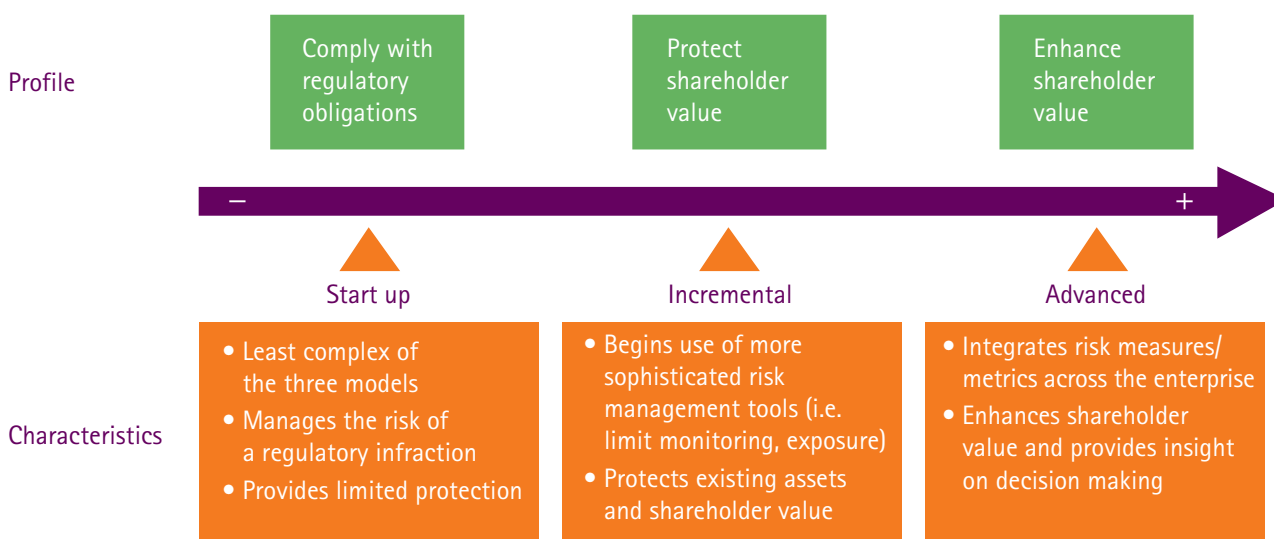 Profile
Comply with
regulatory
obligations
Protect
shareholder
value
Enhance
shareholder
value
– +
Start up
Incremental
Advanced
Characteristics
• Least complex of
the three models
• Manages the risk of
a regulatory infraction
• Provides limited protection
• Begins use of more
sophisticated risk
management tools (i.e.
limit monitoring, exposure)
• Protects existing assets
and shareholder value
• Integrates risk measures/
metrics across the enterprise
• Enhances shareholder
value and provides insight
on decision making